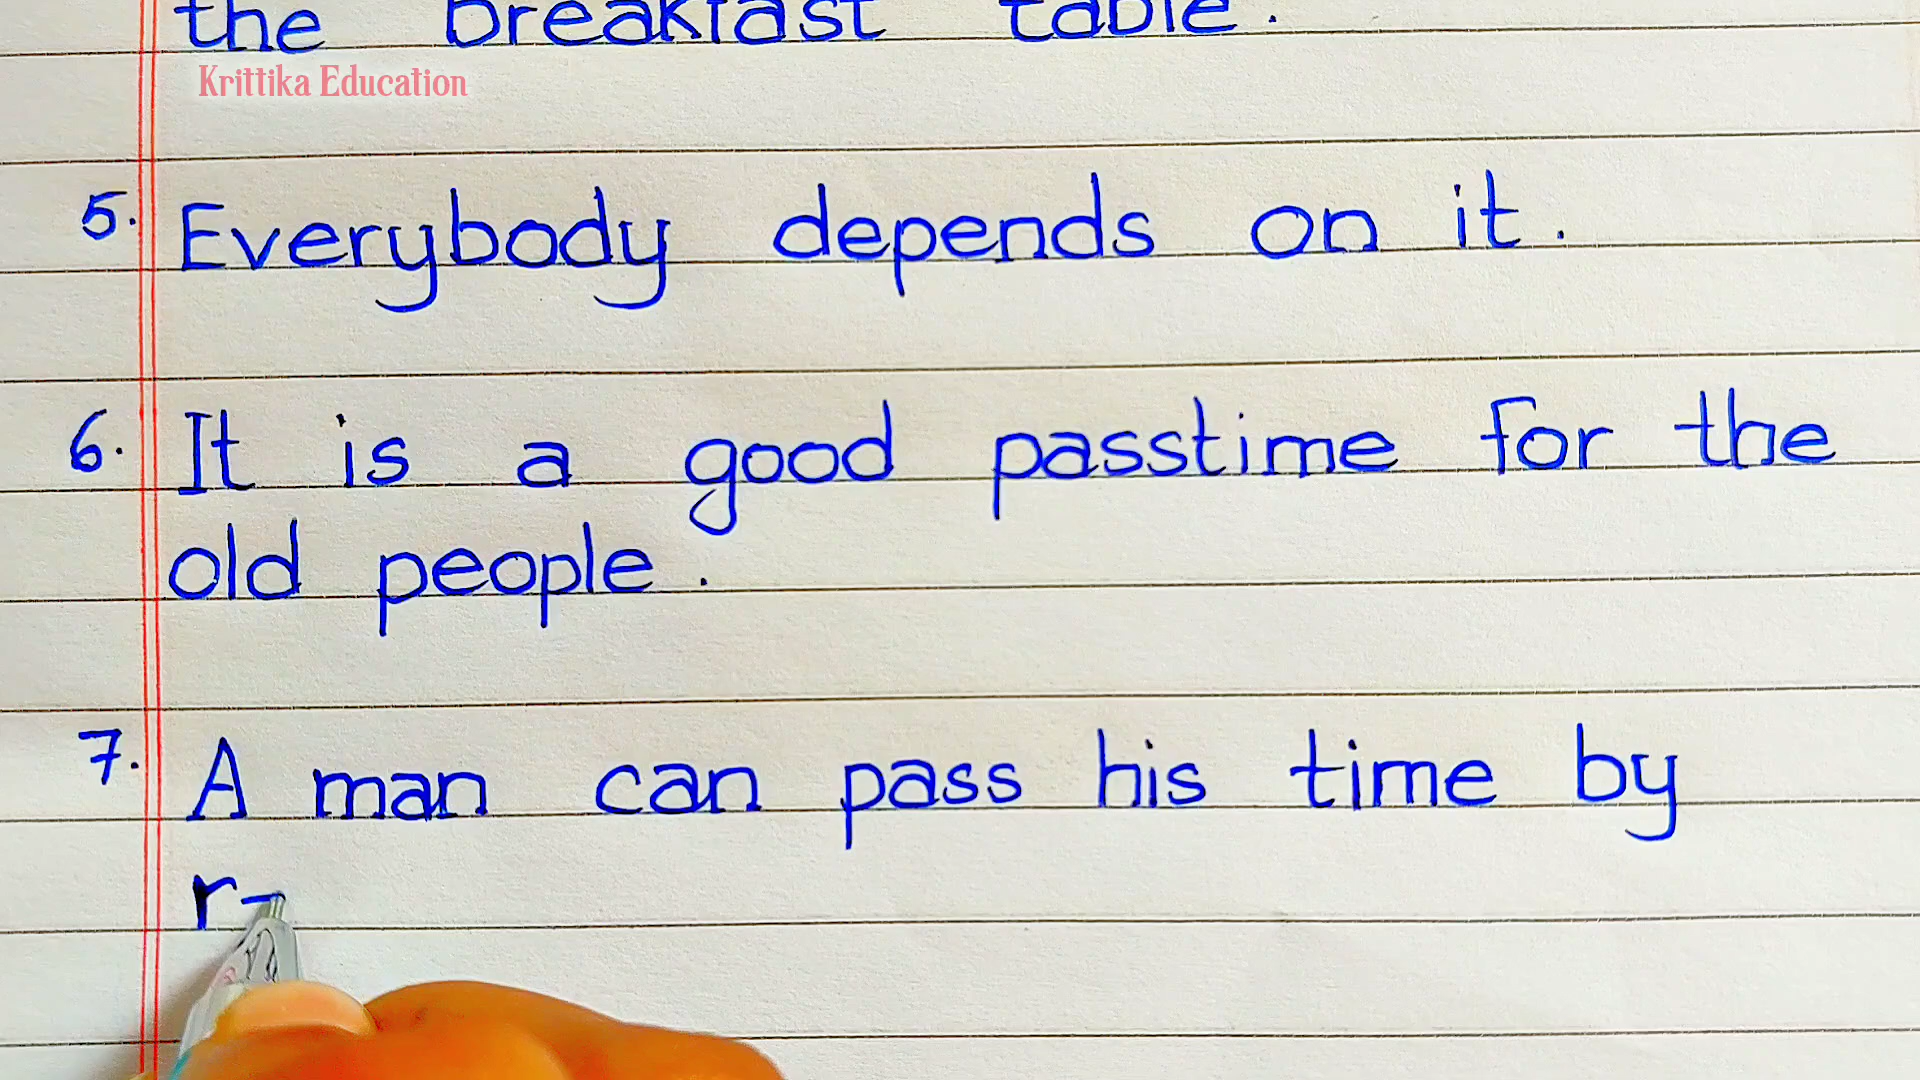 the breakfast table.
Krittika Education
5. Everybody depends on it.
6. It is a good passtime for the
old people.
7. A man can pass his time by
r